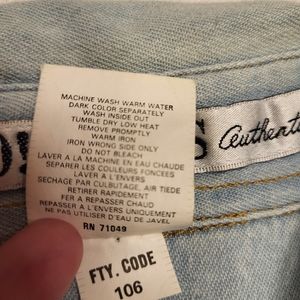 MACHINE WASH WARM WATER
DARK COLOR SEPARATELY
WASH INSIDE OUT
TUMBLE DRY LOW HEAT
REMOVE PROMPTLY
WARM IRON
IRON WRONG SIDE ONLY
DO NOT BLEACH
LAVER A LA MACHINE EN EAU CHAUDE
SEPARER LES COULEURS FONCEES
LAVER A L'ENVERS
SECHAGE PAR CULBUTAGE, AIR TIEDE
RETIRER RAPIDEMENT
FER A REPASSER CHAUD
REPASSER A L'ENVERS UNIQUEMENT
NE PAS UTILISER D'EAU DE JAVEL
RN 71049
FTY. CODE
106